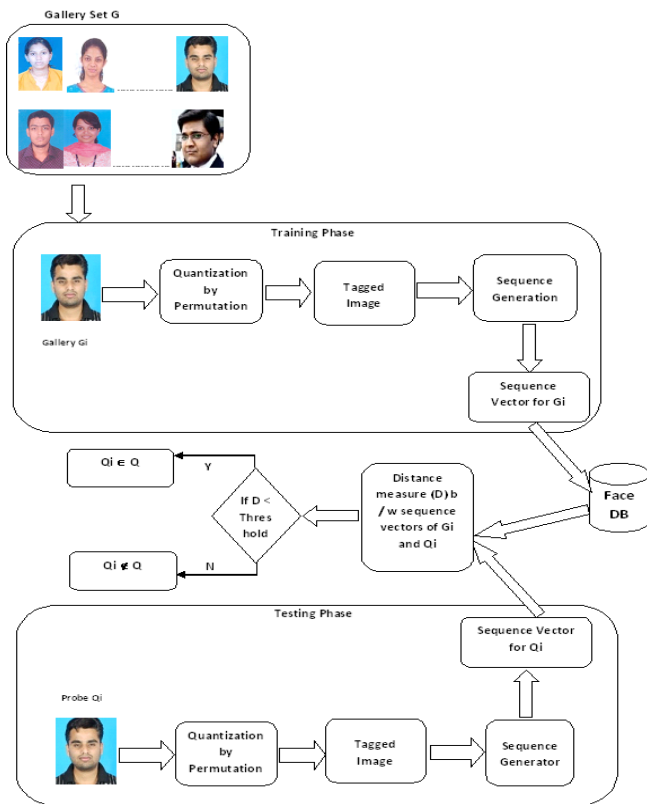 Gallery Set G
Training Phase
Quantization
by
Permutation
Tagged
Image
Sequence
Generation
Gallery Gi
Sequence
Vector for Gi
Qi ∈ Q
Y
If D <
Thres
hold
Distance
measure (D) b
/ w sequence
vectors of Gi
and Qi
Face
DB
Qi ∉ Q
N
Testing Phase
Sequence Vector
for Qi
Probe Qi
Quantization
by
Permutation
Tagged
Image
Sequence
Generator